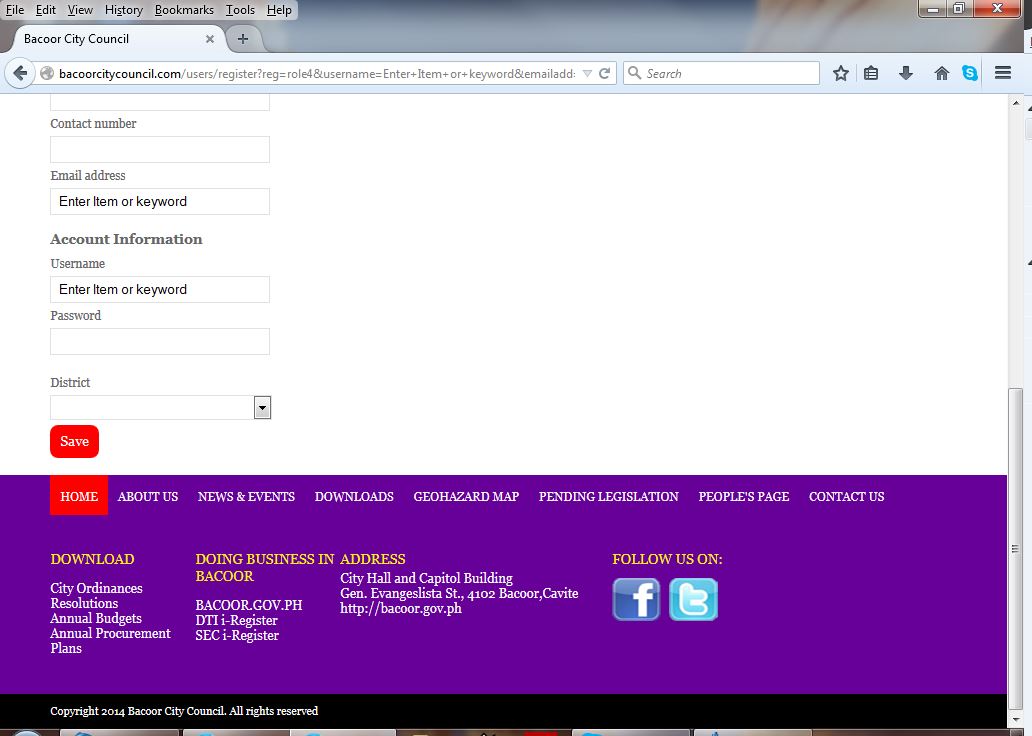 File Edit View History Bookmarks Tools Help
Bacoor City Council
bacoorcitycouncil.com/users/register?reg=role4&username=Enter+Item+or+keyword&emailadd:
Search
Contact number
Email address
Enter Item or keyword
Account Information
Username
Enter Item or keyword
Password
District
Save
HOME ABOUT US NEWS & EVENTS DOWNLOADS GEOHAZARD MAP PENDING LEGISLATION PEOPLE'S PAGE CONTACT US
DOWNLOAD
City Ordinances
Resolutions
Annual Budgets
Annual Procurement
Plans
DOING BUSINESS IN
BACOOR
BACOOR.GOV.PH
DTI i-Register
SEC i-Register
ADDRESS
City Hall and Capitol Building
Gen. Evangeslista St., 4102 Bacoor,Cavite
http://bacoor.gov.ph
FOLLOW US ON:
Copyright 2014 Bacoor City Council. All rights reserved